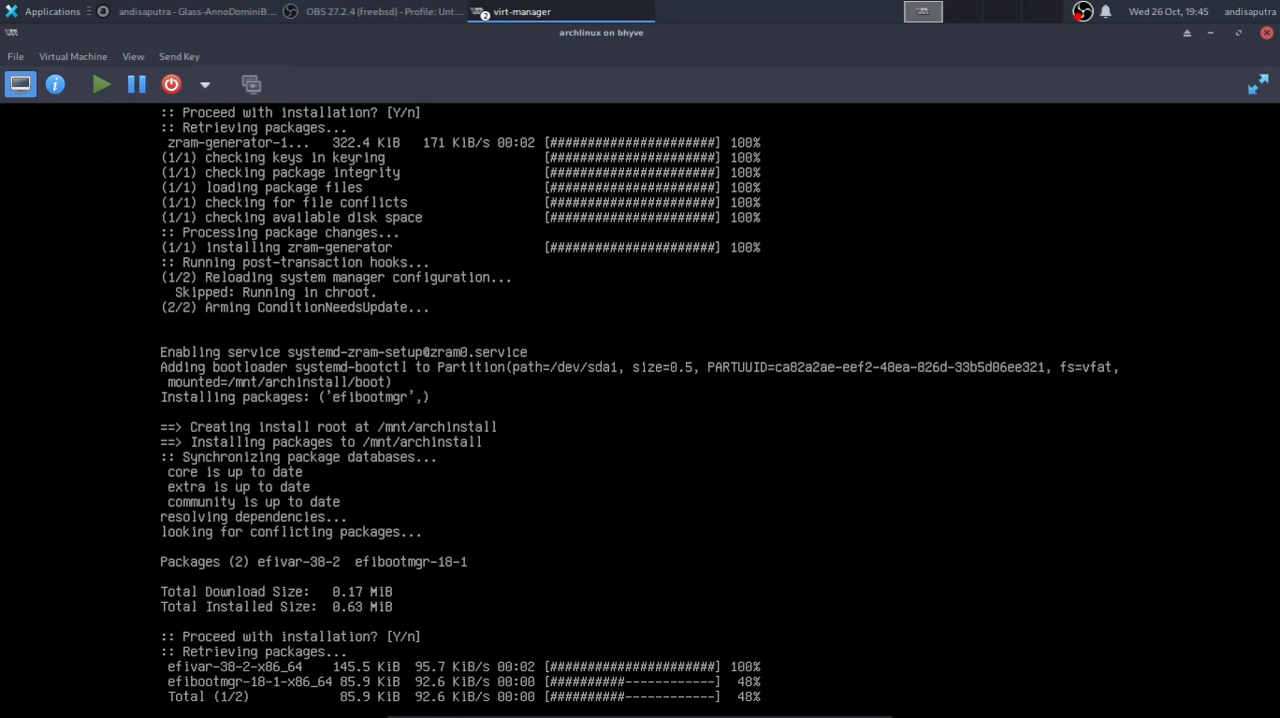 Applications
andisaputra - Glass-AnnoDominiB...
OBS 27.2.4 (freebsd) - Profile: Unt...
2 virt-manager
Wed 26 Oct, 19:45
andisaputra
archlinux on bhyve
File Virtual Machine View Send Key
:: Proceed with installation? [Y/n]
:: Retrieving packages...
zram-generator-1... 322.4 KiB 171 KiB/s 00:02 [######################] 100%
(1/1) checking keys in keyring [######################] 100%
(1/1) checking package integrity [######################] 100%
(1/1) loading package files [######################] 100%
(1/1) checking for file conflicts [######################] 100%
(1/1) checking available disk space [######################] 100%
:: Processing package changes...
(1/1) installing zram-generator [######################] 100%
:: Running post-transaction hooks...
(1/2) Reloading system manager configuration...
Skipped: Running in chroot.
(2/2) Arming ConditionNeedsUpdate...
Enabling service systemd-zram-setup@zram0.service
Adding bootloader systemd-bootctl to Partition(path=/dev/sda1, size=0.5, PARTUUID=ca82a2ae-eef2-48ea-826d-33b5d06ee321, fs=vfat,
mounted=/mnt/archinstall/boot)
Installing packages: ('efibootmgr',)
==> Creating install root at /mnt/archinstall
==> Installing packages to /mnt/archinstall
:: Synchronizing package databases...
core is up to date
extra is up to date
community is up to date
resolving dependencies...
looking for conflicting packages...
Packages (2) efivar-38-2  efibootmgr-18-1
Total Download Size:   0.17 MiB
Total Installed Size:  0.63 MiB
:: Proceed with installation? [Y/n]
:: Retrieving packages...
efivar-38-2-x86_64 145.5 KiB 95.7 KiB/s 00:02 [######################] 100%
efibootmgr-18-1-x86_64 85.9 KiB 92.6 KiB/s 00:00 [##########------------] 48%
Total (1/2) 85.9 KiB 92.6 KiB/s 00:00 [##########------------] 48%